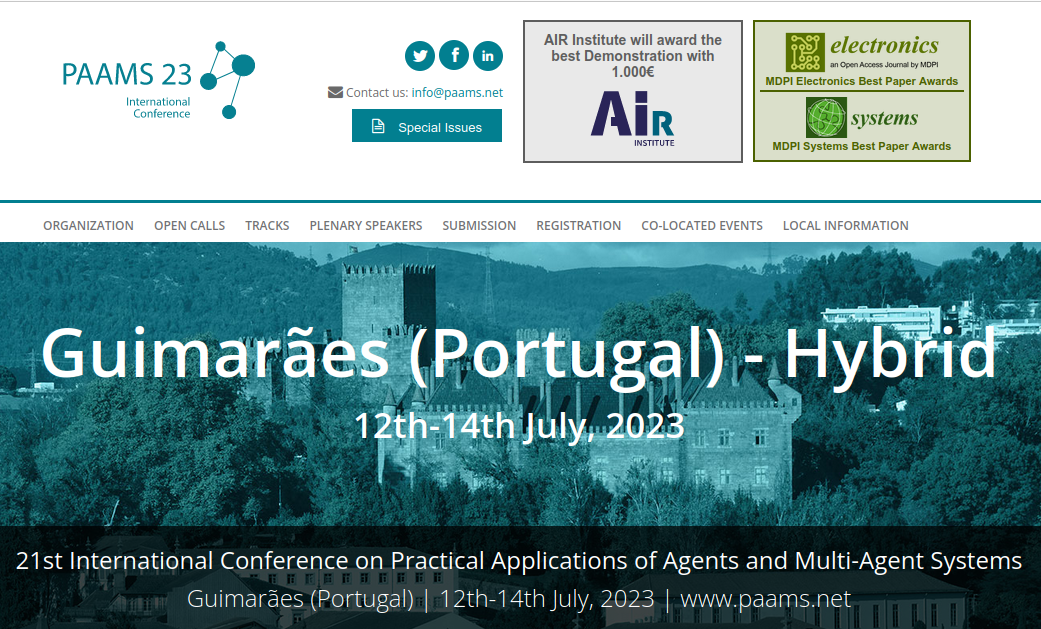 PAAMS 23
International
Conference
Contact us: info@paams.net
Special Issues
AIR Institute will award the
best Demonstration with
1.000€
AIR
INSTITUTE
electronics
an Open Access Journal by MDPI
MDPI Electronics Best Paper Awards
systems
MDPI Systems Best Paper Awards
ORGANIZATION OPEN CALLS TRACKS PLENARY SPEAKERS SUBMISSION REGISTRATION CO-LOCATED EVENTS LOCAL INFORMATION
Guimarães (Portugal) - Hybrid
12th-14th July, 2023
21st International Conference on Practical Applications of Agents and Multi-Agent Systems
Guimarães (Portugal) | 12th-14th July, 2023 | www.paams.net